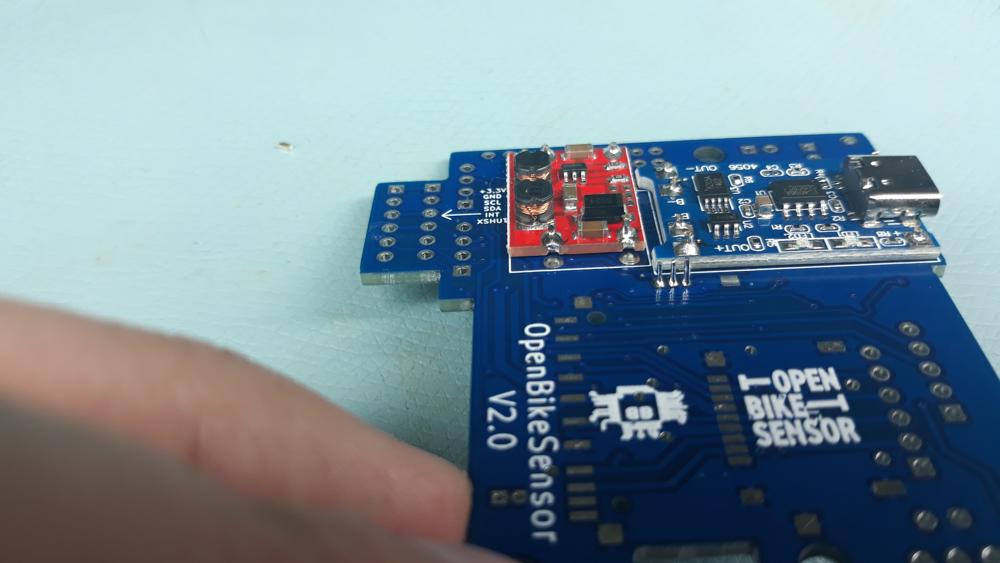 +3.3V
GND
SCL
SDA
INT
XSHUT
OUT-
4056
OUT+
OpenBikeSensor
V2.0
OPEN
BIKE
SENSOR